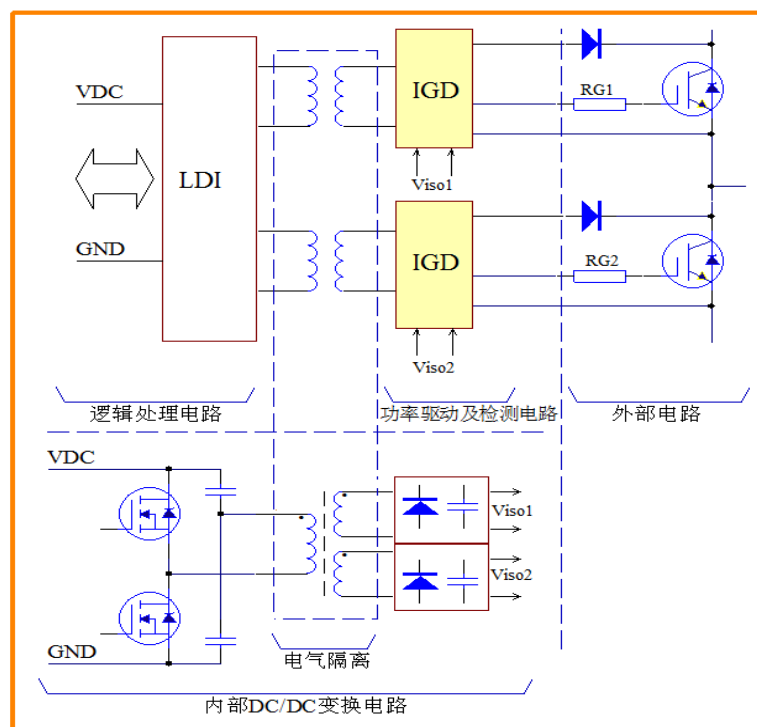 VDC
LDI
GND
IGD
Viso1
RG1
IGD
Viso2
RG2
逻辑处理电路
功率驱动及检测电路
外部电路
VDC
GND
Viso1
Viso2
电气隔离
内部DC/DC变换电路